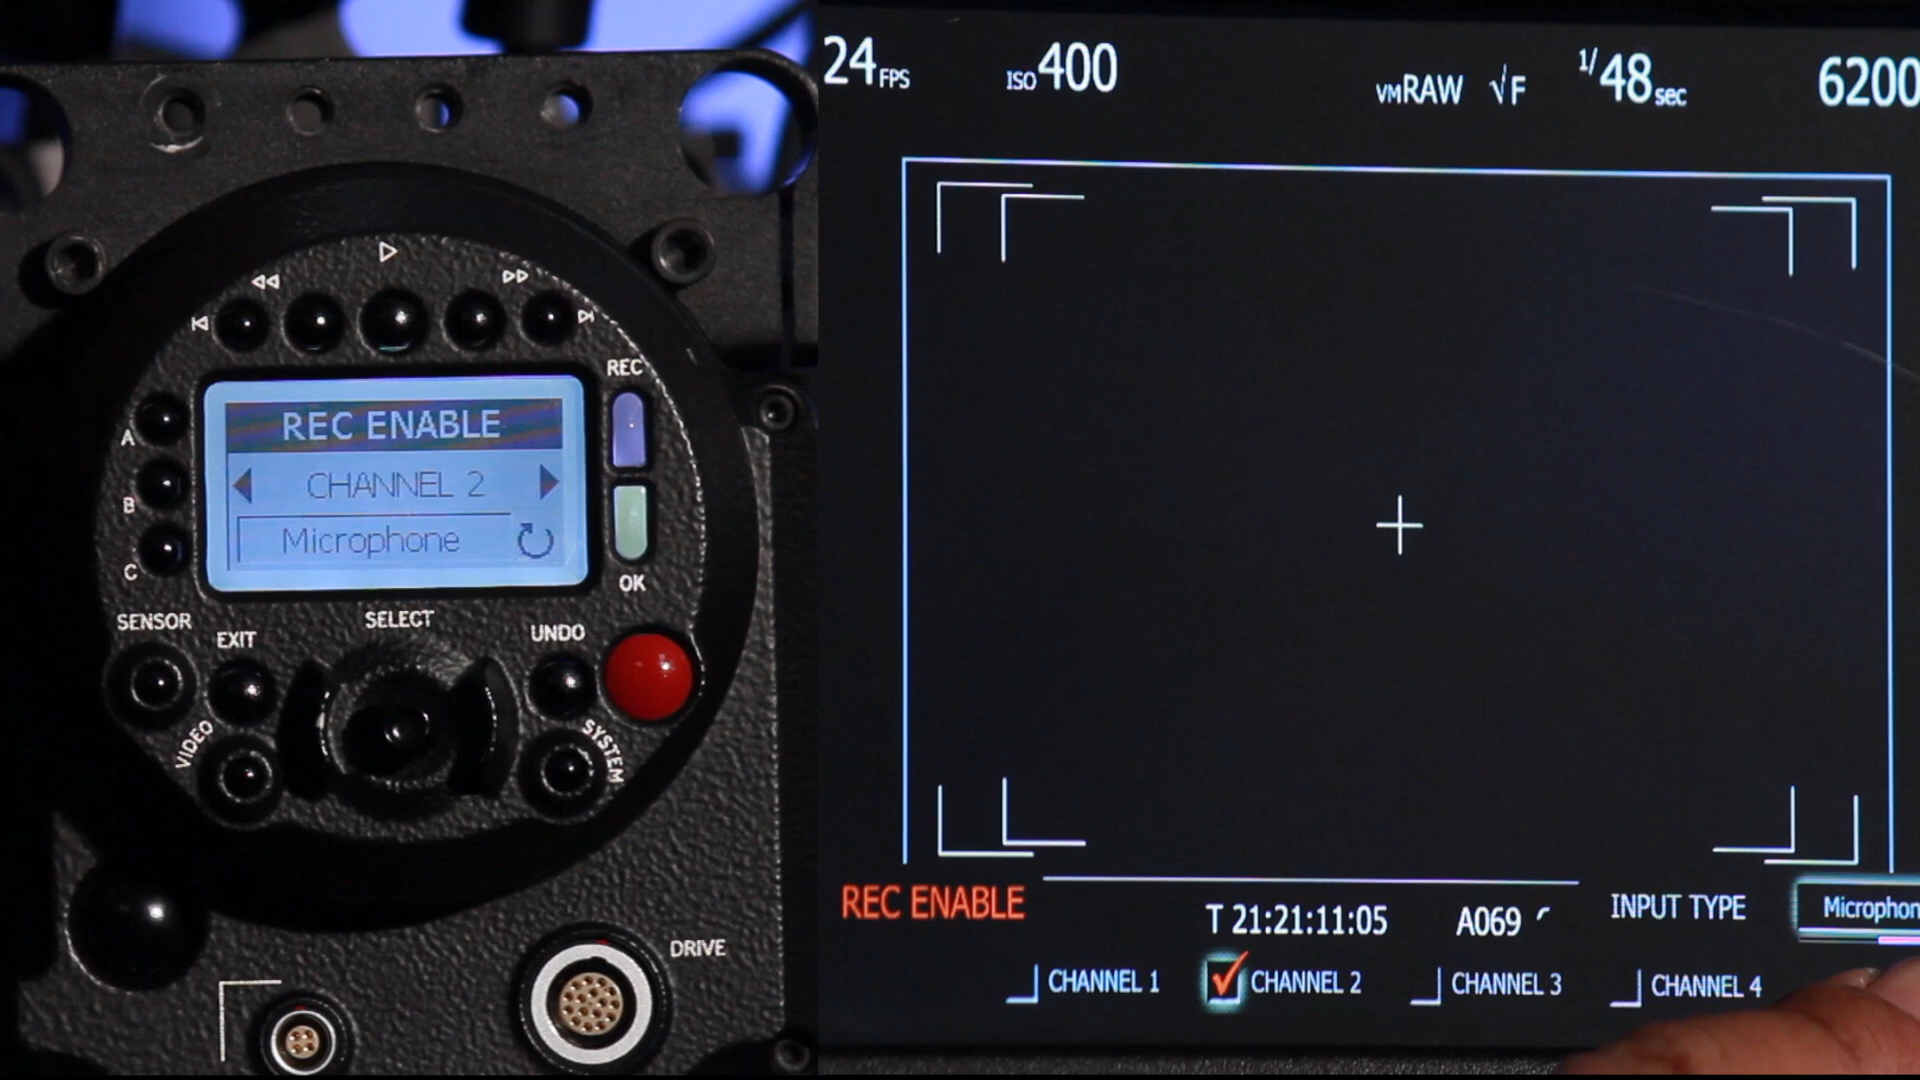 REC
REC ENABLE
CHANNEL 2
Microphone
A
B
C
OK
SENSOR
EXIT
SELECT
UNDO
VIDEO
SYSTEM
DRIVE
24 FPS
ISO 400
VMRAW √F
1/48 sec
6200
REC ENABLE
T 21:21:11:05
A069
INPUT TYPE
Microphon
CHANNEL 1
CHANNEL 2
CHANNEL 3
CHANNEL 4